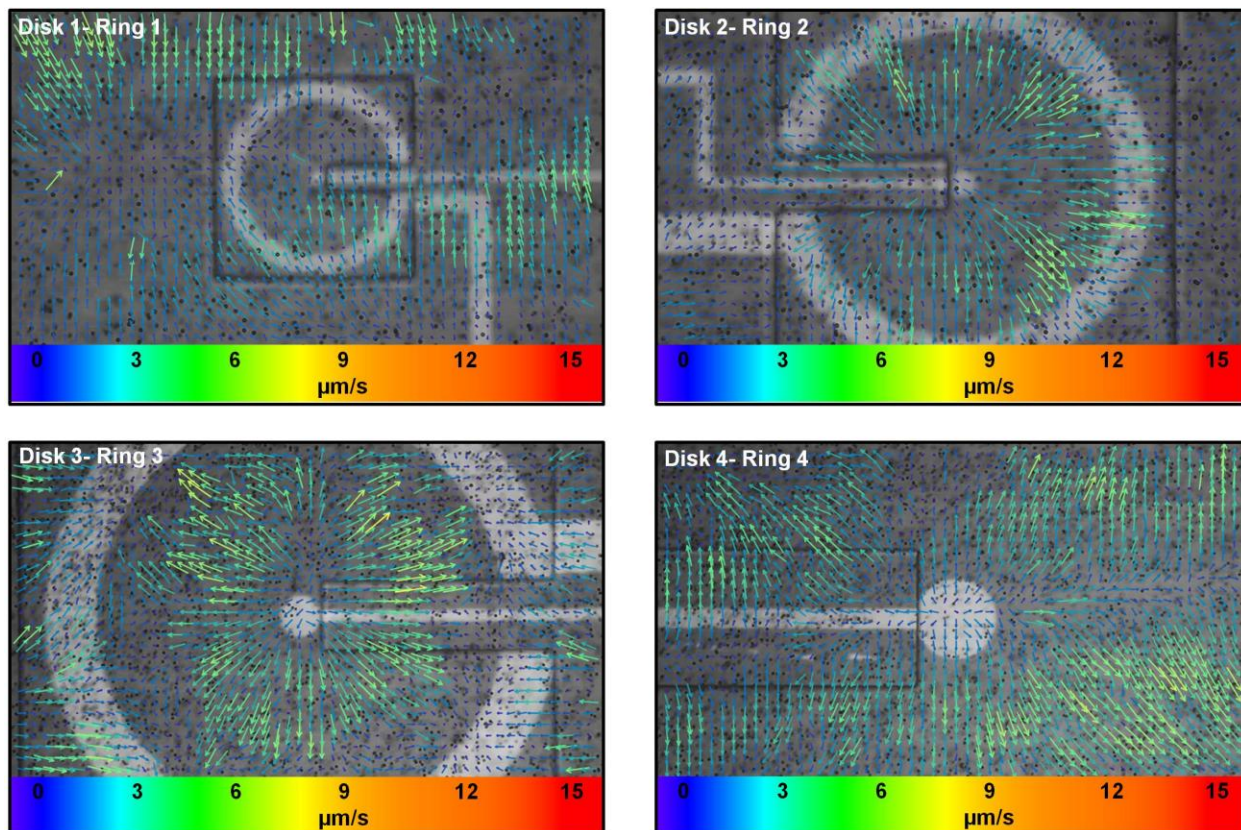 Disk 1- Ring 1
0 3 6 9 12 15
µm/s
Disk 2- Ring 2
0 3 6 9 12 15
µm/s
Disk 3- Ring 3
0 3 6 9 12 15
µm/s
Disk 4- Ring 4
0 3 6 9 12 15
µm/s